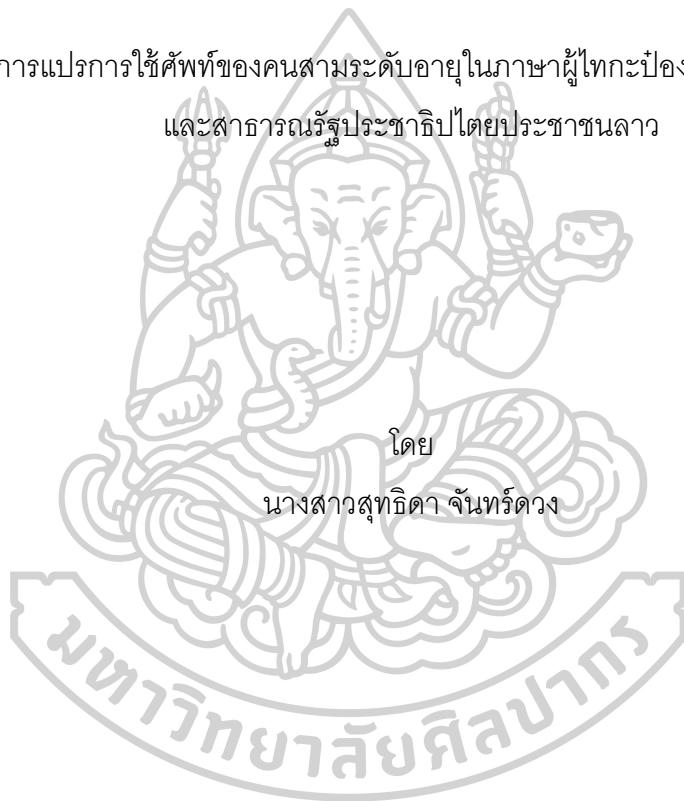 การแปรการใช้ศัพท์ของคนสามระดับอายุในภาษาผู้ไทกะป๋อง
และสาธารณรัฐประชาธิปไตยประชาชนลาว
โดย
นางสาวสุทธิดา จันทร์ดวง
มหาวิทยาลัยศิลปากร